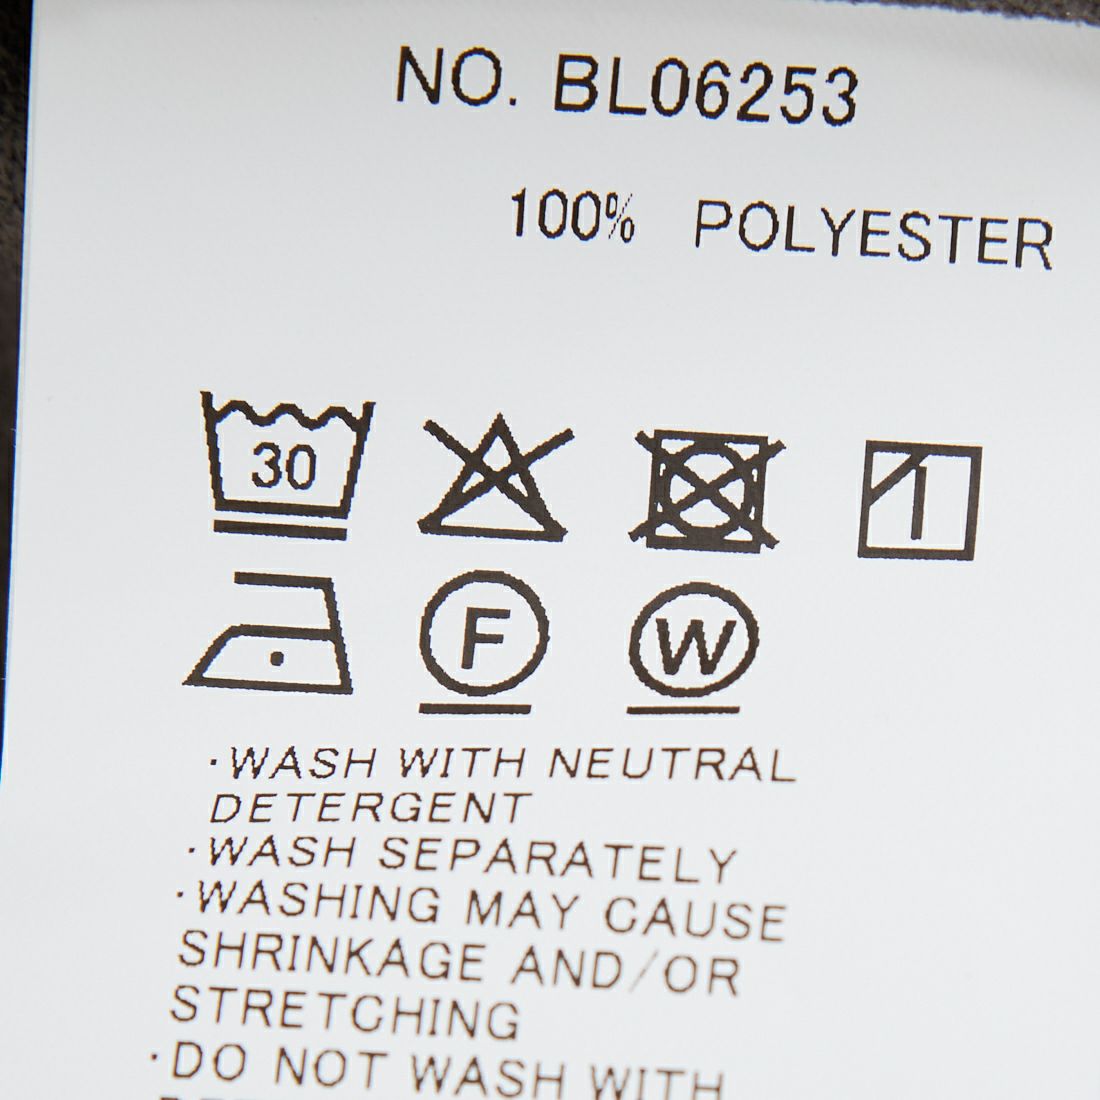 NO. BL06253
100% POLYESTER
30
F W
·WASH WITH NEUTRAL
DETERGENT
·WASH SEPARATELY
·WASHING MAY CAUSE
SHRINKAGE AND/OR
STRETCHING
·DO NOT WASH WITH